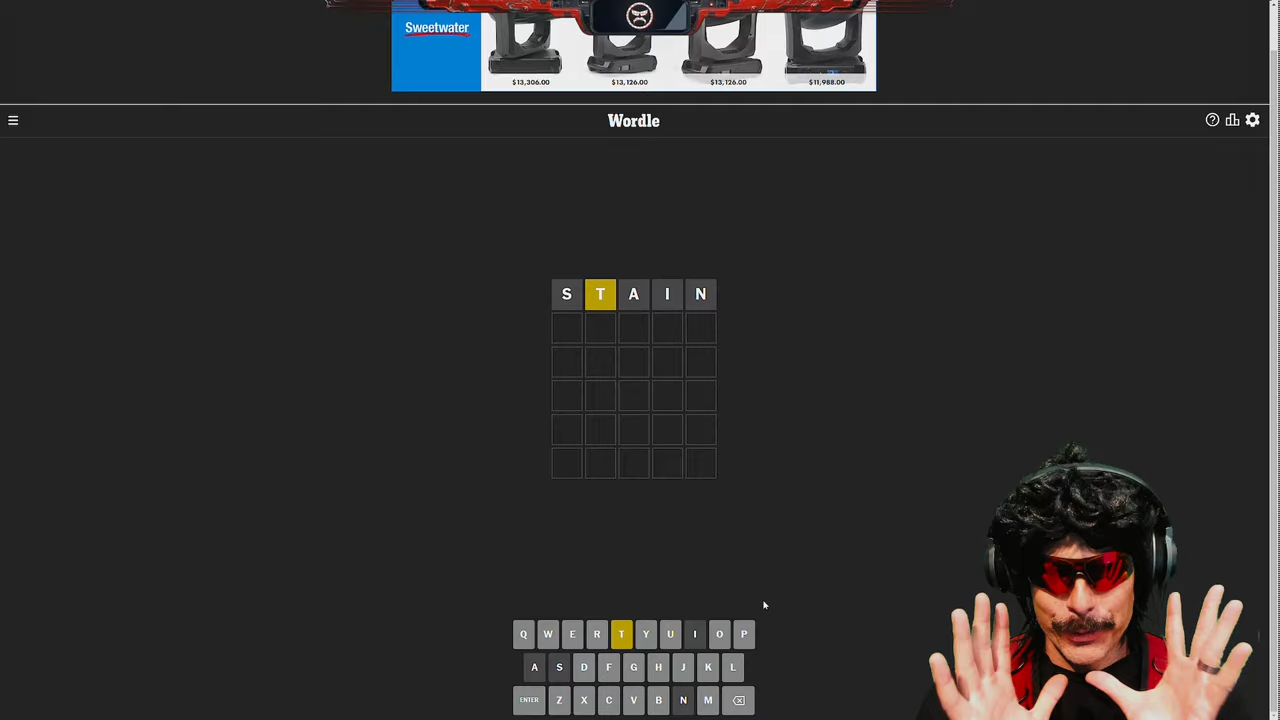 Sweetwater
$13,306.00 $13,126.00 $13,126.00 $11,988.00
Wordle
S T A I N
Q W E R T Y U I O P
A S D F G H J K L
ENTER Z X C V B N M